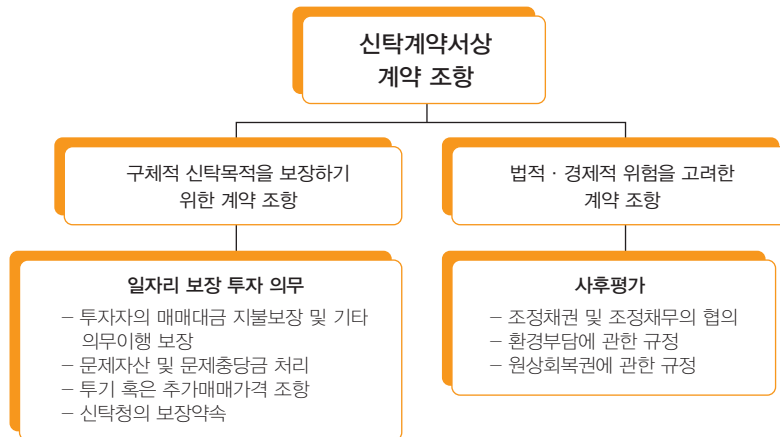 신탁계약서상
계약 조항
구체적 신탁목적을 보장하기
위한 계약 조항
법적 · 경제적 위험을 고려한
계약 조항
일자리 보장 투자 의무
– 투자자의 매매대금 지불보장 및 기타
의무이행 보장
– 문제자산 및 문제충당금 처리
– 투기 혹은 추가매매가격 조항
– 신탁청의 보장약속
사후평가
– 조정채권 및 조정채무의 협의
– 환경부담에 관한 규정
– 원상회복권에 관한 규정